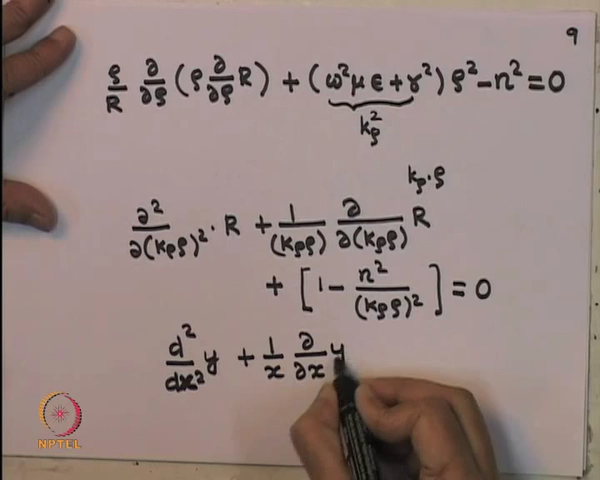 9
ρ/R ∂/∂ρ (ρ ∂/∂ρ R) + (ω²με + γ²) ρ² - n² = 0
k_ρ²
k_ρ·ρ
∂²/∂(k_ρρ)² · R + 1/(k_ρρ) ∂/∂(k_ρρ) R
+ [1 - n²/(k_ρρ)²] = 0
d²/dx² y + 1/x ∂/∂x y
NPTEL